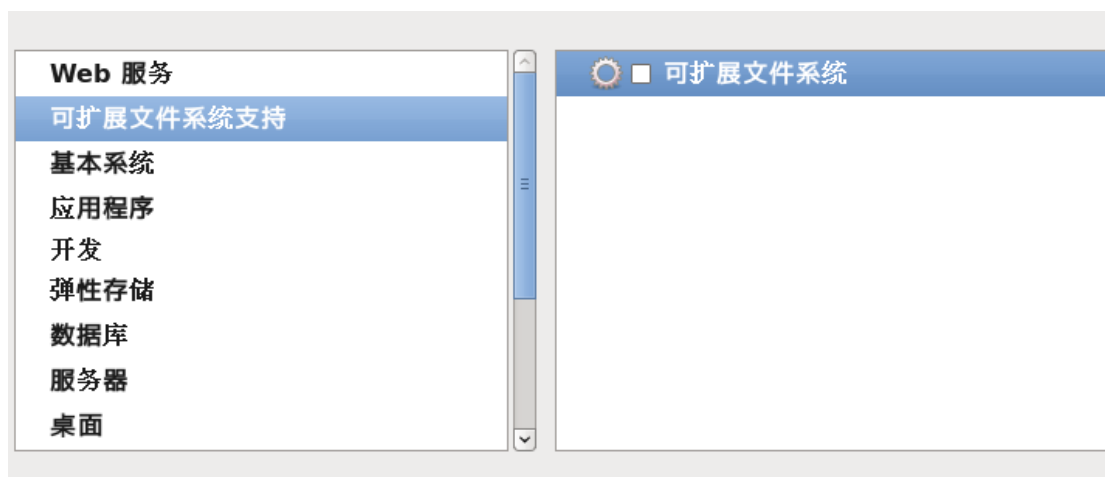 Web 服务
可扩展文件系统支持
基本系统
应用程序
开发
弹性存储
数据库
服务器
桌面
可扩展文件系统